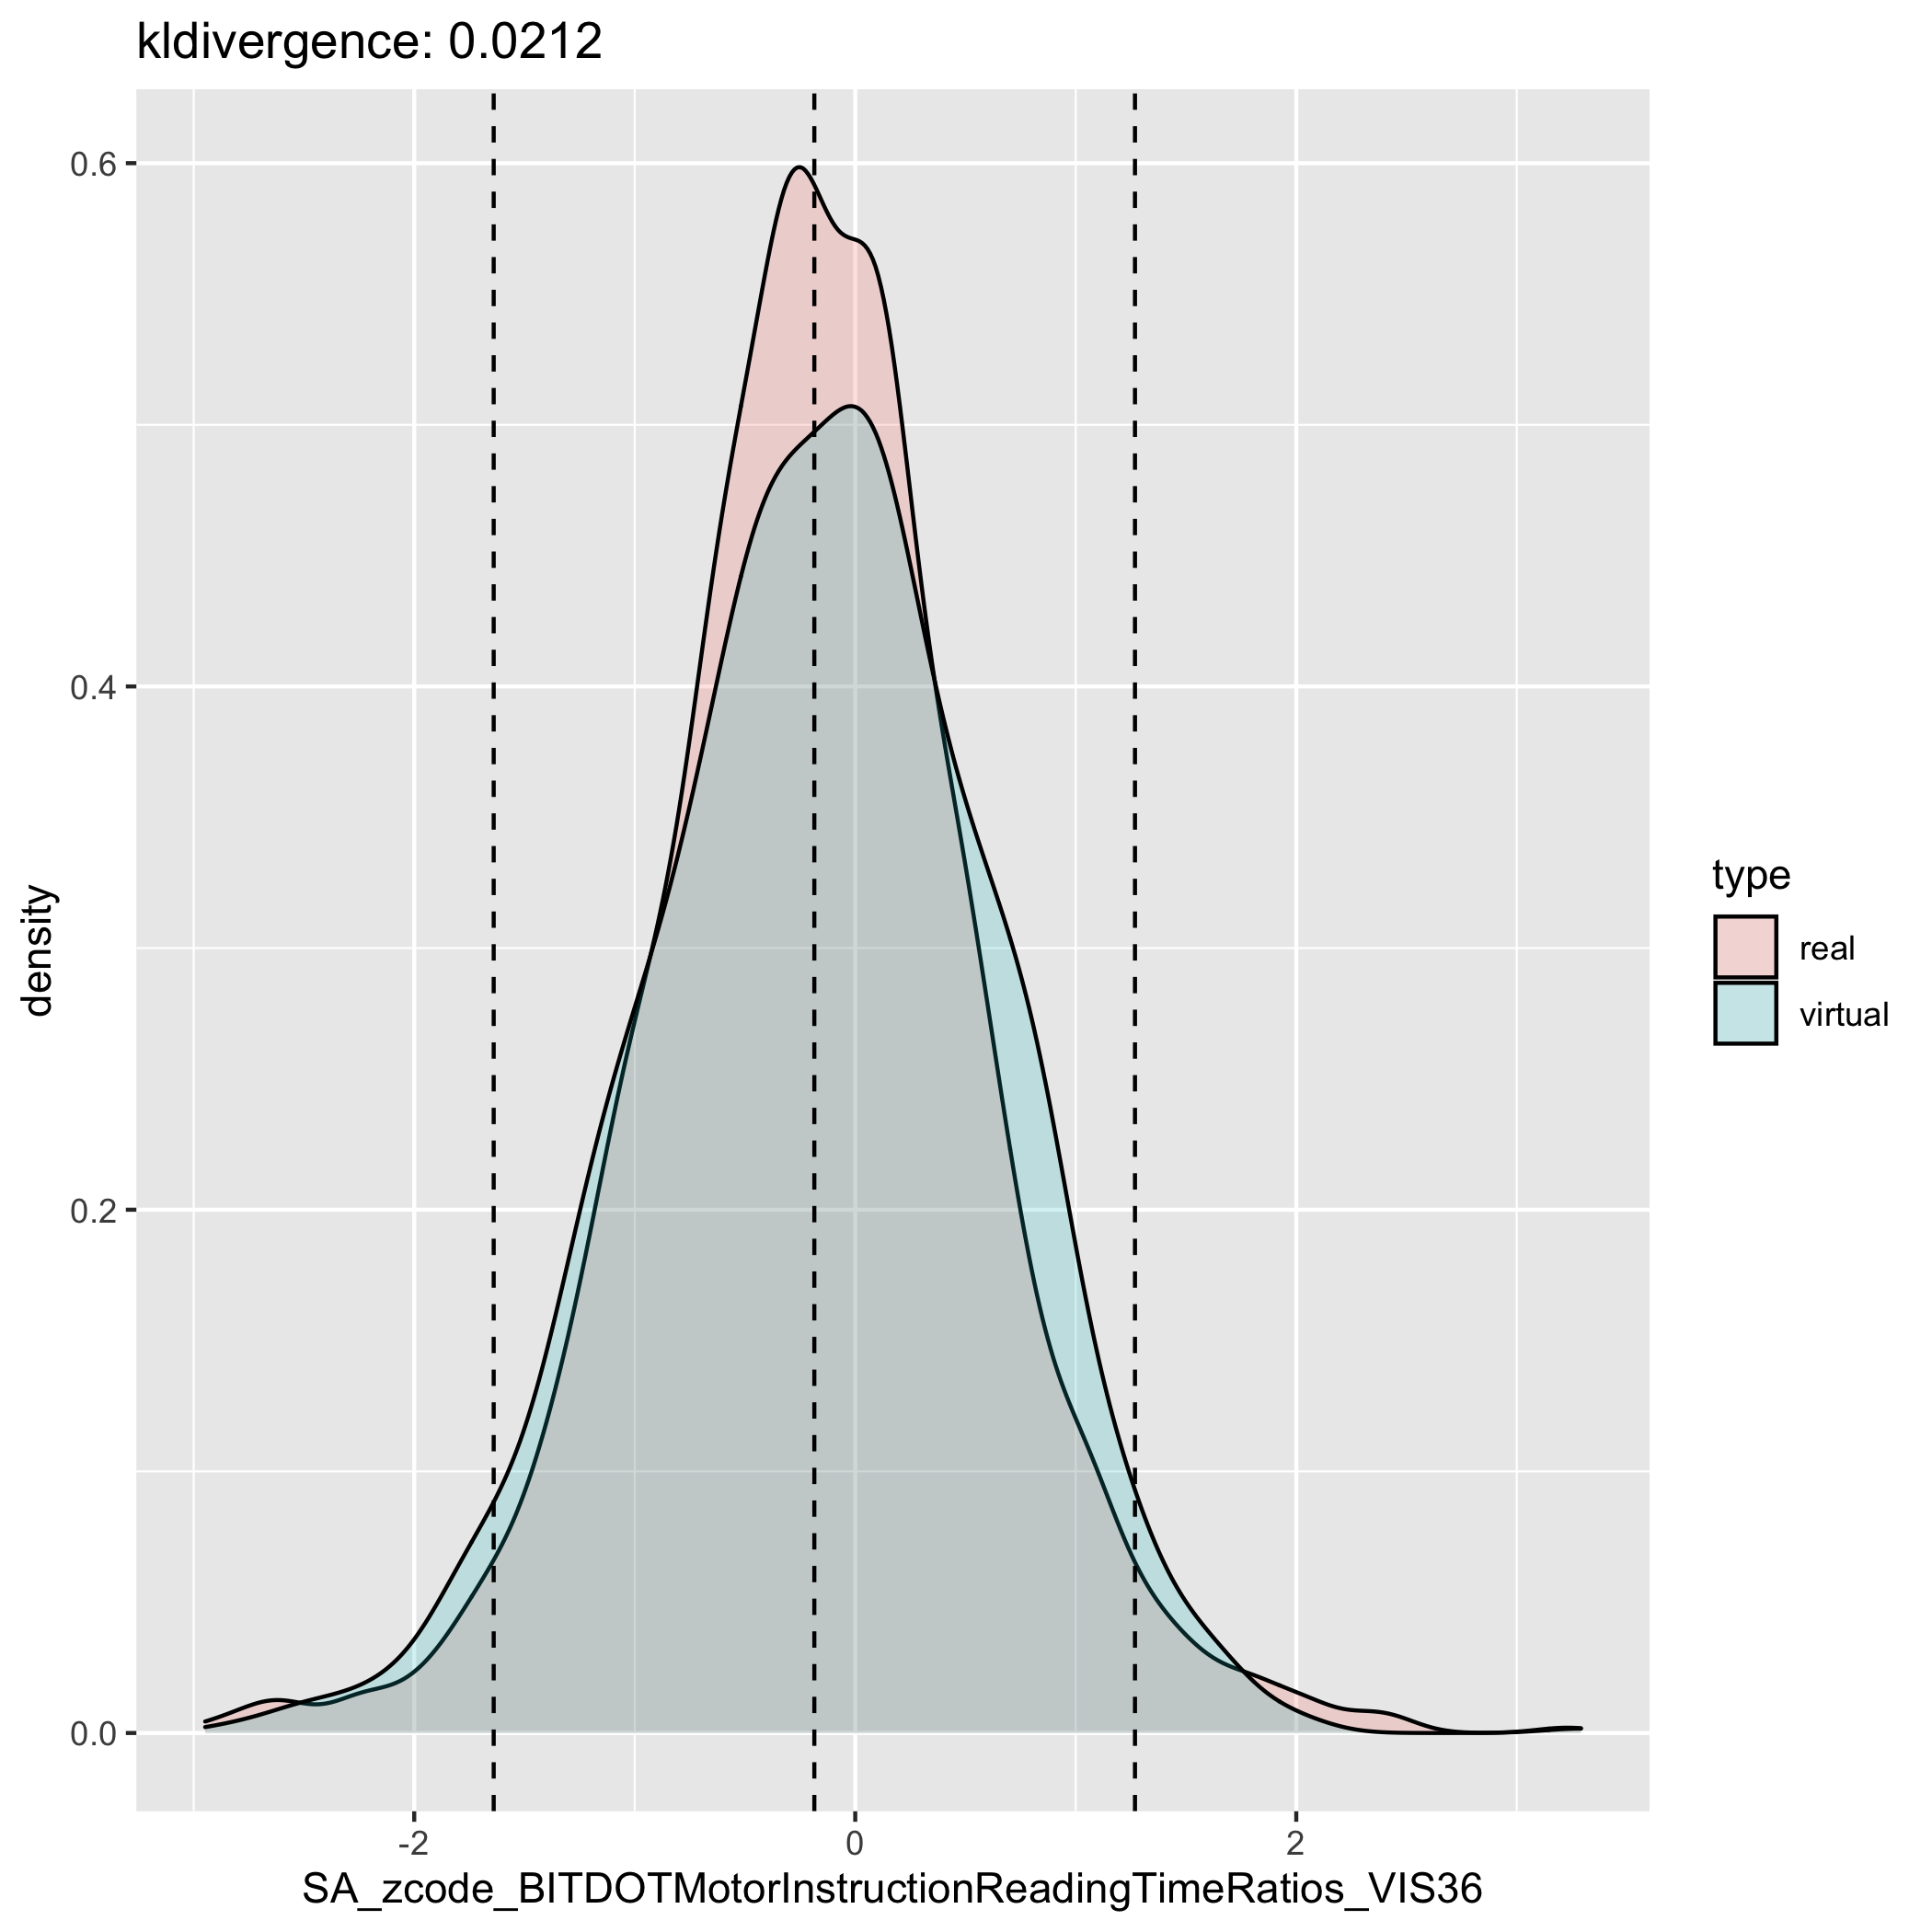 kldivergence: 0.0212
0.6
0.4
0.2
0.0
density
-2
0
2
SA_zcode_BITDOTMotorInstructionReadingTimeRatios_VIS36
type
real
virtual